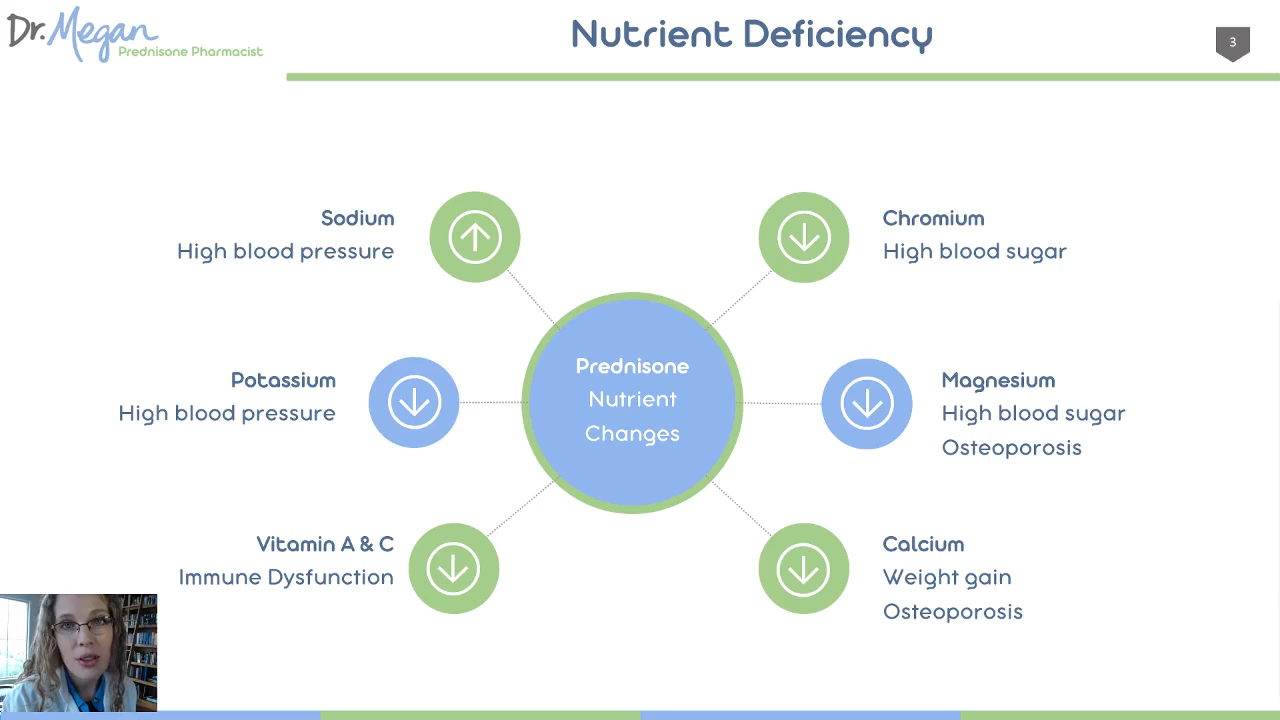 Dr. Megan
Prednisone Pharmacist
Nutrient Deficiency
3
Sodium
High blood pressure
Chromium
High blood sugar
Prednisone
Nutrient
Changes
Potassium
High blood pressure
Magnesium
High blood sugar
Osteoporosis
Vitamin A & C
Immune Dysfunction
Calcium
Weight gain
Osteoporosis